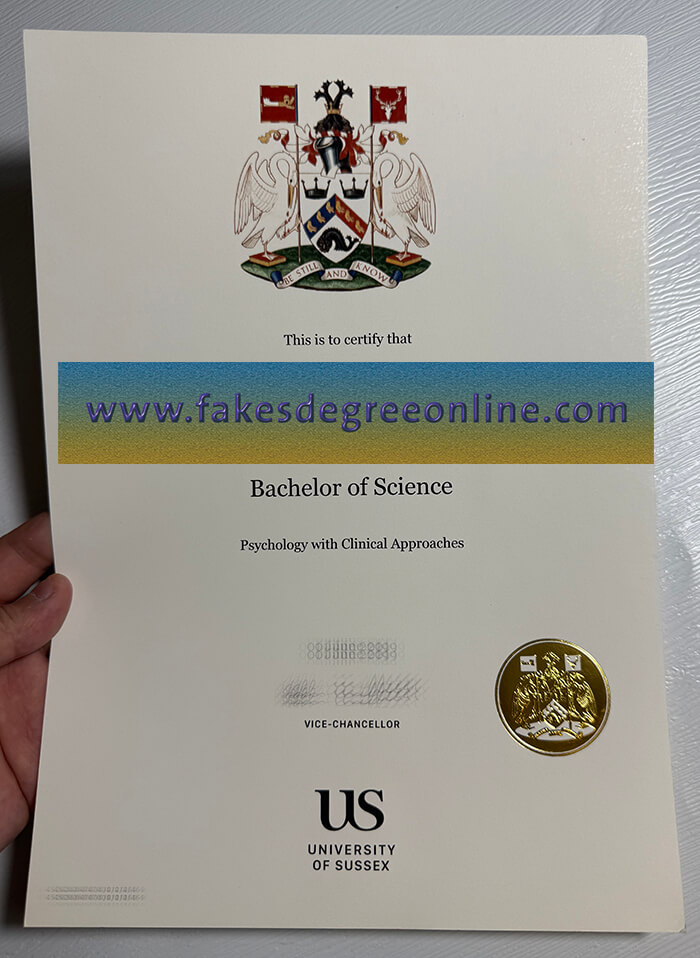 BE STILL AND KNOW
This is to certify that
www.fakesdegreeonline.com
Bachelor of Science
Psychology with Clinical Approaches
VICE-CHANCELLOR
US
UNIVERSITY
OF SUSSEX